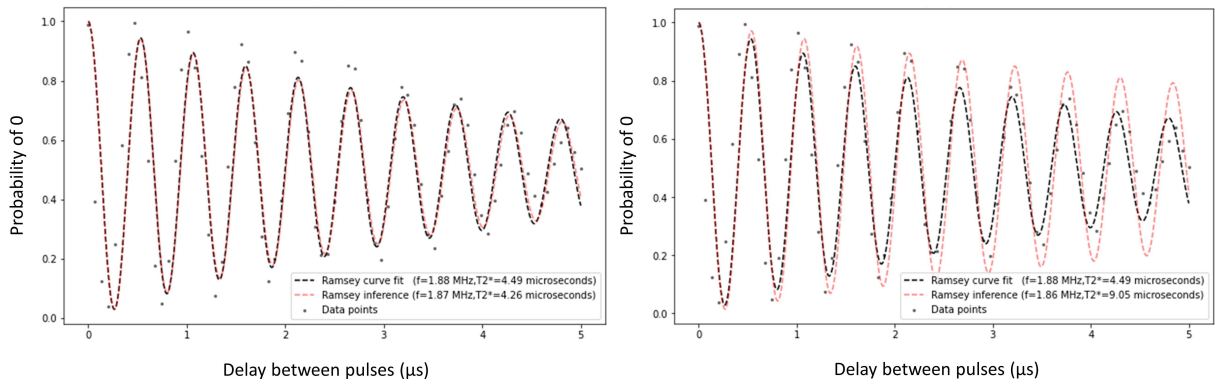 Probability of 0
1.0
0.8
0.6
0.4
0.2
0.0
Ramsey curve fit (f=1.88 MHz,T2*=4.49 microseconds)
Ramsey inference (f=1.87 MHz,T2*=4.26 microseconds)
Data points
0 1 2 3 4 5
Delay between pulses (μs)
Probability of 0
1.0
0.8
0.6
0.4
0.2
0.0
Ramsey curve fit (f=1.88 MHz,T2*=4.49 microseconds)
Ramsey inference (f=1.86 MHz,T2*=9.05 microseconds)
Data points
0 1 2 3 4 5
Delay between pulses (μs)